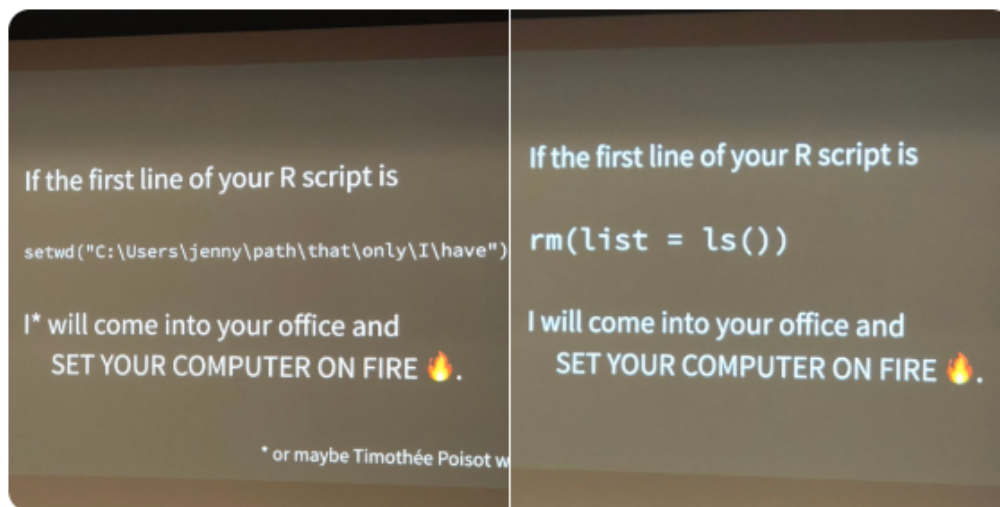 If the first line of your R script is
setwd("C:\Users\jenny\path\that\only\I\have")
I* will come into your office and
SET YOUR COMPUTER ON FIRE 🔥.
* or maybe Timothée Poisot w
If the first line of your R script is
rm(list = ls())
I will come into your office and
SET YOUR COMPUTER ON FIRE 🔥.